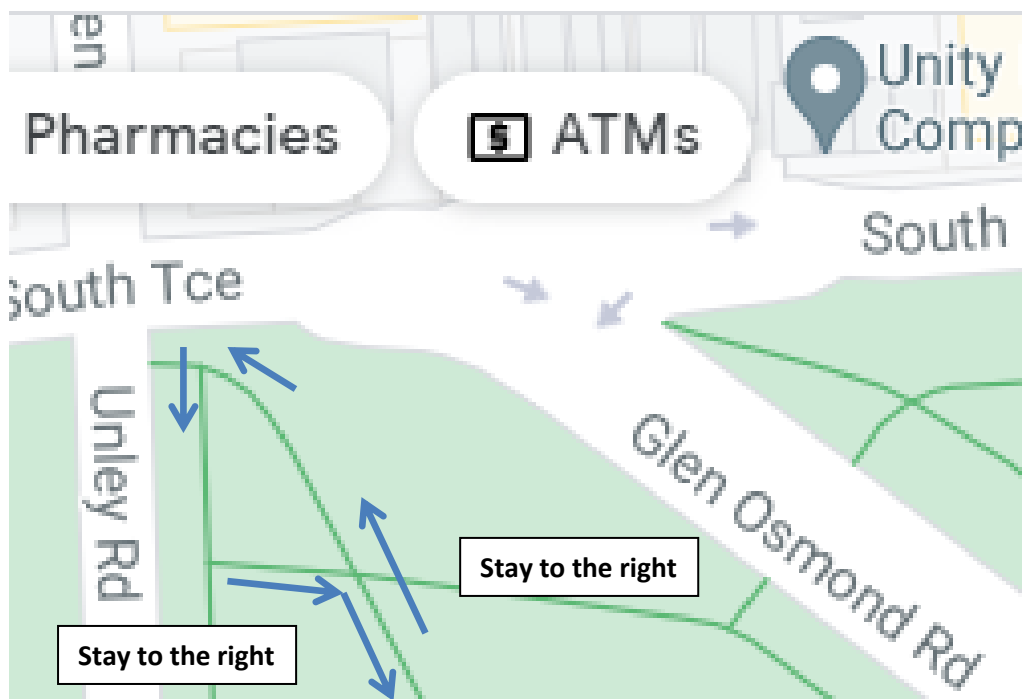 en
Pharmacies
$ ATMs
Unity
Comp
South
South Tce
Unley Rd
Glen Osmond Rd
Stay to the right
Stay to the right